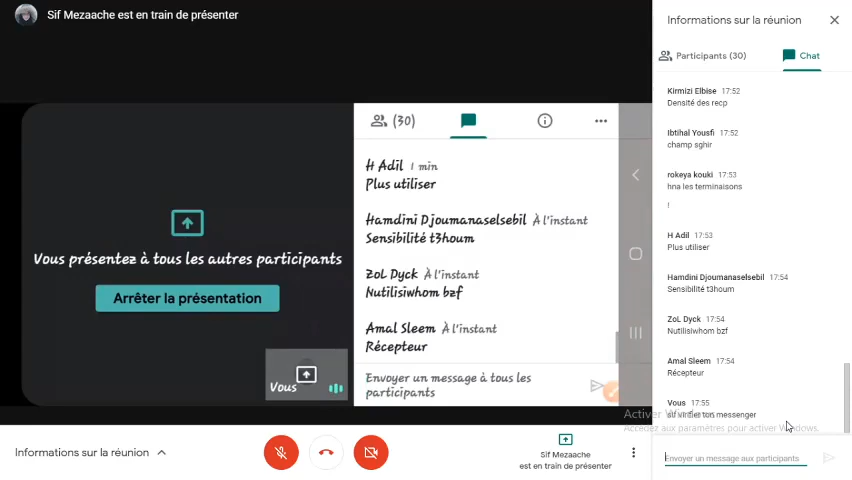 Sif Mezaache est en train de présenter
(30)
H Adil 1 min
Plus utiliser
Hamdini Djoumanaselsebil À l'instant
Sensibilité t3houm
ZoL Dyck À l'instant
Nutilisiwhom bzf
Amal Sleem À l'instant
Récepteur
Envoyer un message à tous les
participants
Vous présentez à tous les autres participants
Arrêter la présentation
Vous
Informations sur la réunion
Sif Mezaache
est en train de présenter
Informations sur la réunion
Participants (30)
Chat
Kirmizi Elbise 17:52
Densité des recp
Ibtihal Yousfi 17:52
champ sghir
rokeya kouki 17:53
hna les terminaisons
!
H Adil 17:53
Plus utiliser
Hamdini Djoumanaselsebil 17:54
Sensibilité t3houm
ZoL Dyck 17:54
Nutilisiwhom bzf
Amal Sleem 17:54
Récepteur
Vous 17:55
sif ton messenger
Activer Windows
Accédez aux paramètres pour activer Windows.
Envoyer un message aux participants